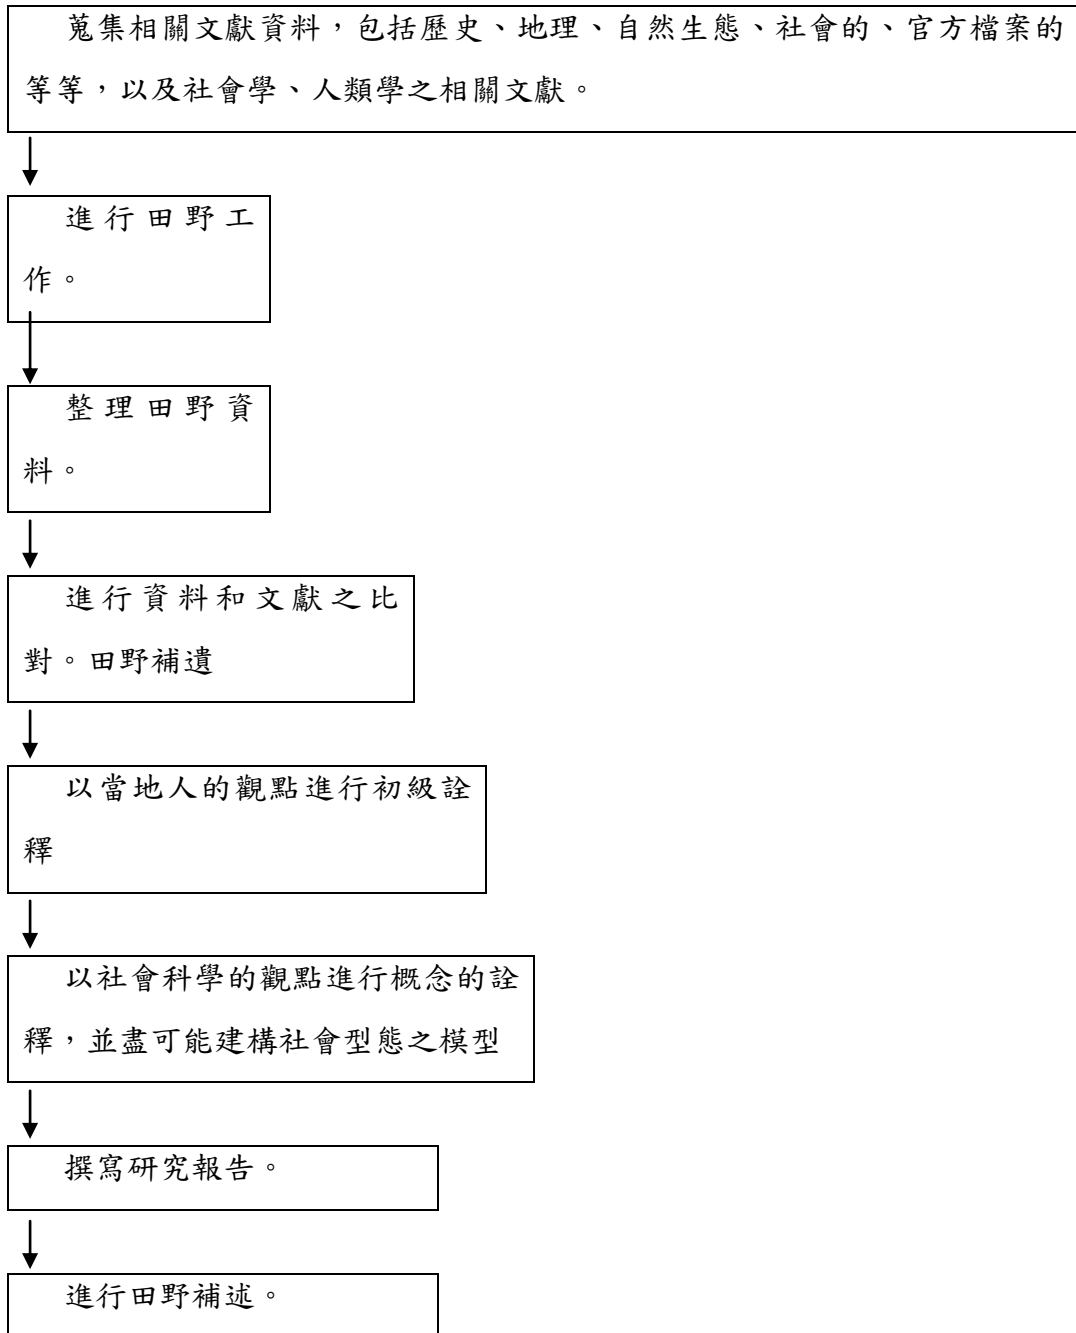 蒐集相關文獻資料，包括歷史、地理、自然生態、社會的、官方檔案的
等等，以及社會學、人類學之相關文獻。
進行田野工
作。
整理田野資
料。
進行資料和文獻之比
對。田野補遺
以當地人的觀點進行初級詮
釋
以社會科學的觀點進行概念的詮
釋，並盡可能建構社會型態之模型
撰寫研究報告。
進行田野補述。